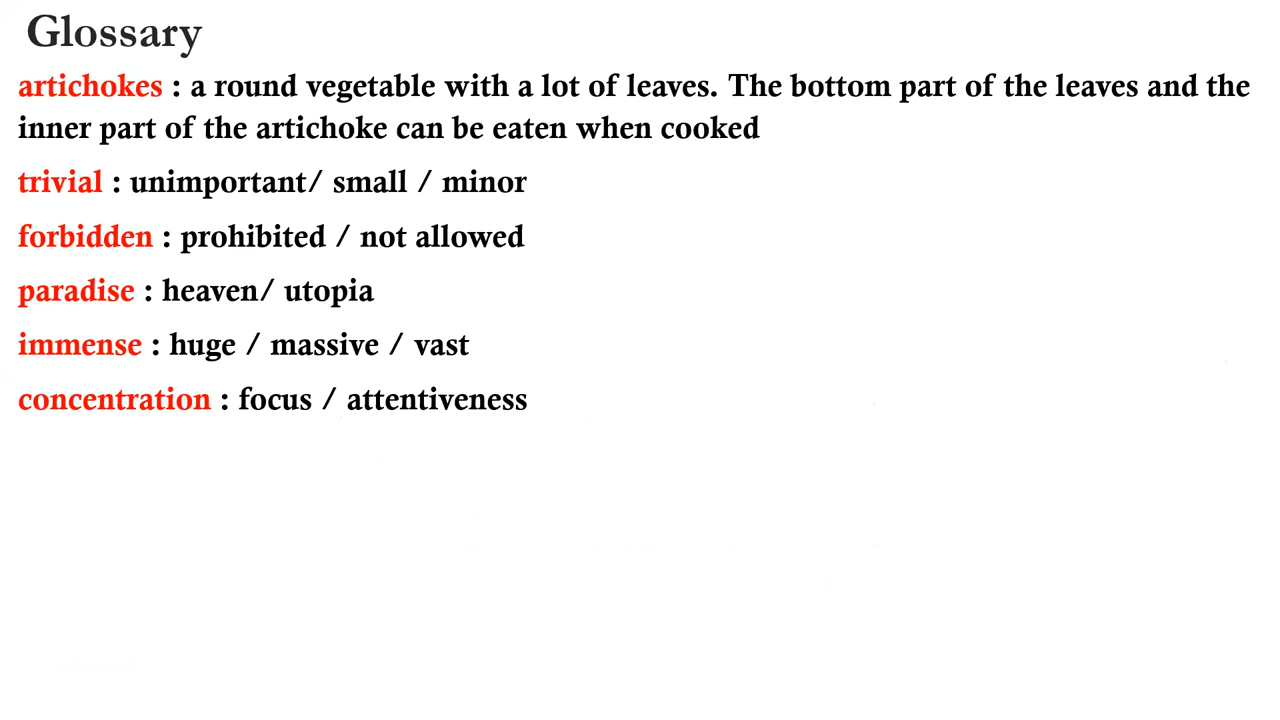 Glossary
artichokes : a round vegetable with a lot of leaves. The bottom part of the leaves and the
inner part of the artichoke can be eaten when cooked
trivial : unimportant/ small / minor
forbidden : prohibited / not allowed
paradise : heaven/ utopia
immense : huge / massive / vast
concentration : focus / attentiveness